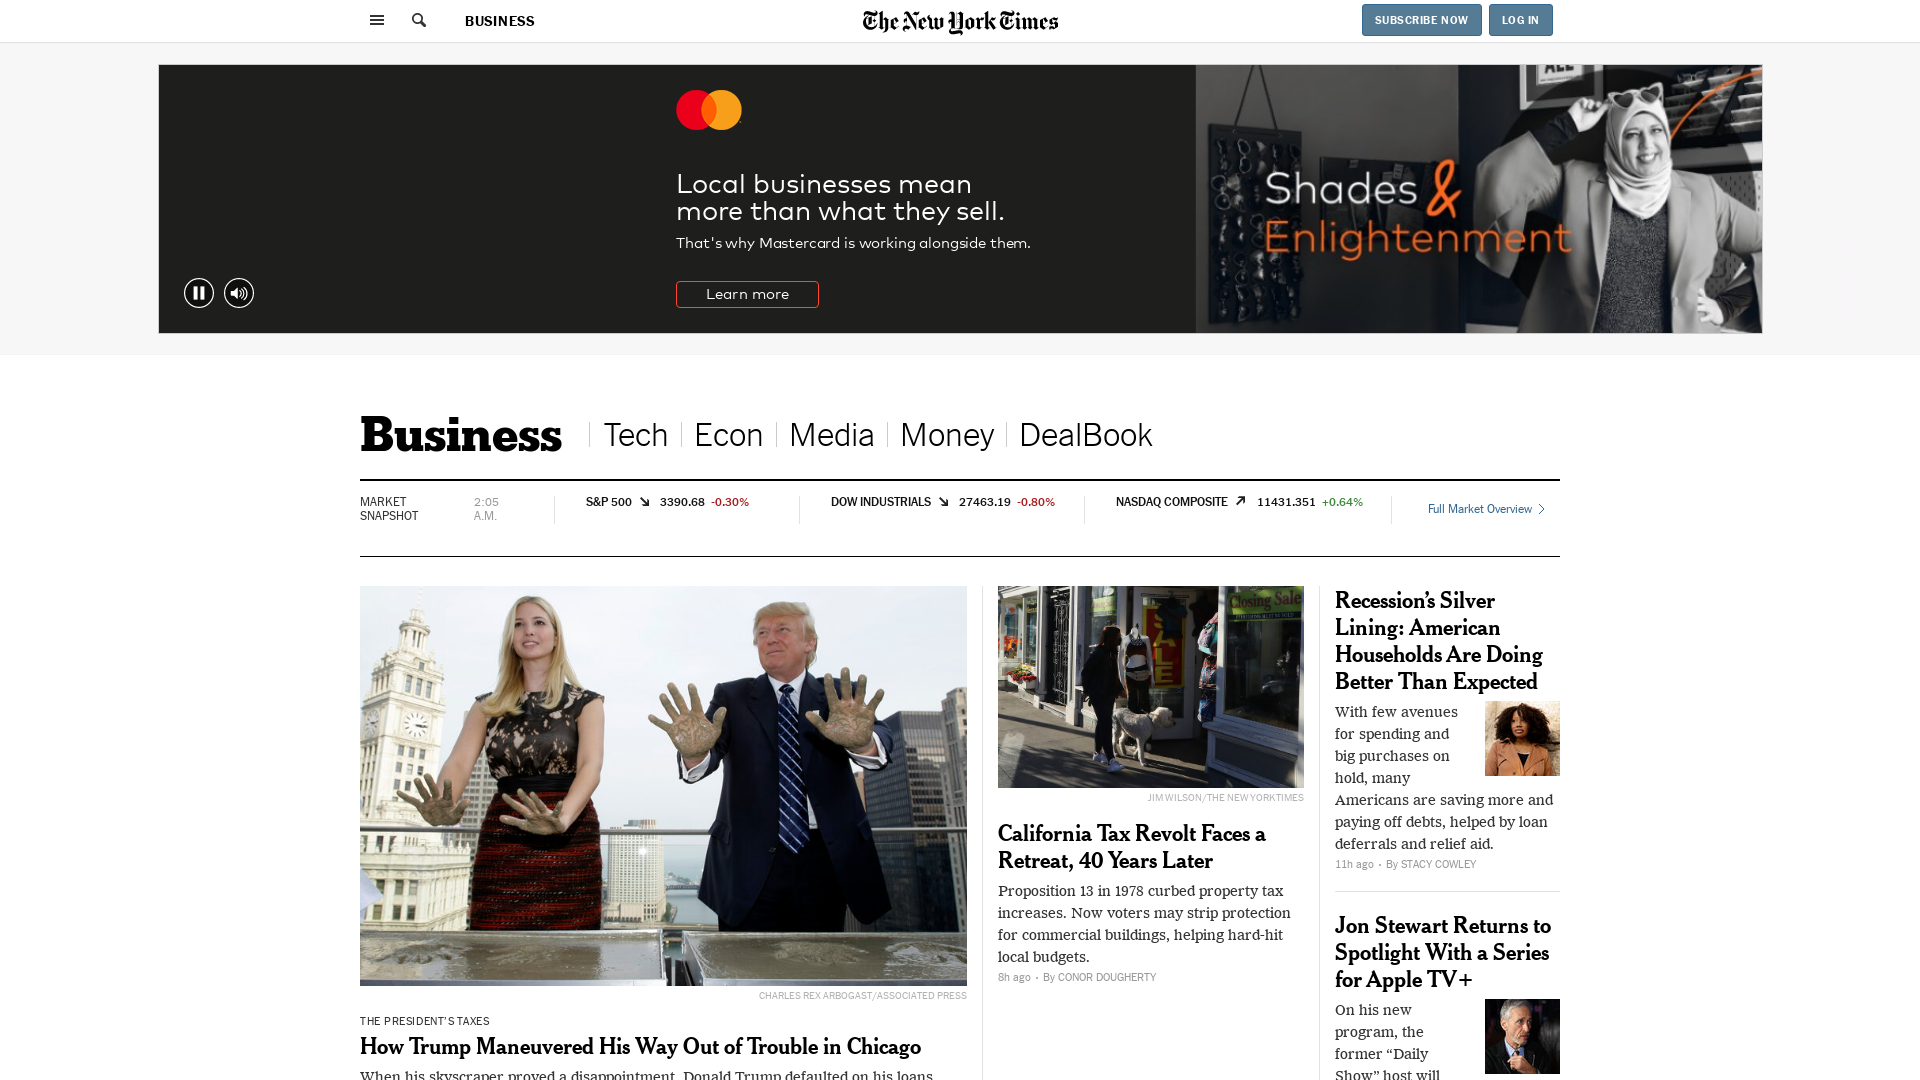 BUSINESS
The New York Times
SUBSCRIBE NOW
LOG IN
Local businesses mean
more than what they sell.
That's why Mastercard is working alongside them.
Learn more
ALL
Shades &
Enlightenment
Business
Tech
Econ
Media
Money
DealBook
MARKET
SNAPSHOT
2:05
A.M.
S&P 500 3390.68 -0.30%
DOW INDUSTRIALS 27463.19 -0.80%
NASDAQ COMPOSITE 11431.351 +0.64%
Full Market Overview
CHARLES REX ARBOGAST/ASSOCIATED PRESS
THE PRESIDENT'S TAXES
How Trump Maneuvered His Way Out of Trouble in Chicago
When his skyscraper proved a disappointment, Donald Trump defaulted on his loans,
Closing Sale
SALE
JIM WILSON/THE NEW YORK TIMES
California Tax Revolt Faces a
Retreat, 40 Years Later
Proposition 13 in 1978 curbed property tax
increases. Now voters may strip protection
for commercial buildings, helping hard-hit
local budgets.
8h ago · By CONOR DOUGHERTY
Recession’s Silver
Lining: American
Households Are Doing
Better Than Expected
With few avenues
for spending and
big purchases on
hold, many
Americans are saving more and
paying off debts, helped by loan
deferrals and relief aid.
11h ago · By STACY COWLEY
Jon Stewart Returns to
Spotlight With a Series
for Apple TV+
On his new
program, the
former “Daily
Show” host will